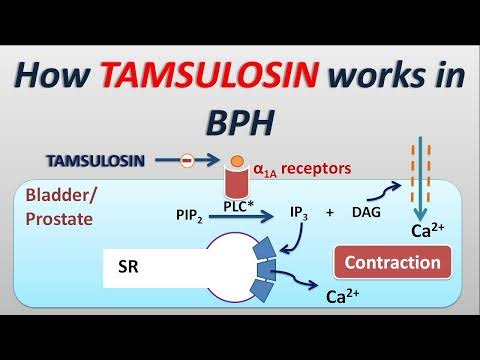 How TAMSULOSIN works in
BPH
TAMSULOSIN
α1A receptors
Bladder/
Prostate
PLC*
PIP2
IP3 + DAG
Ca2+
SR
Contraction
Ca2+